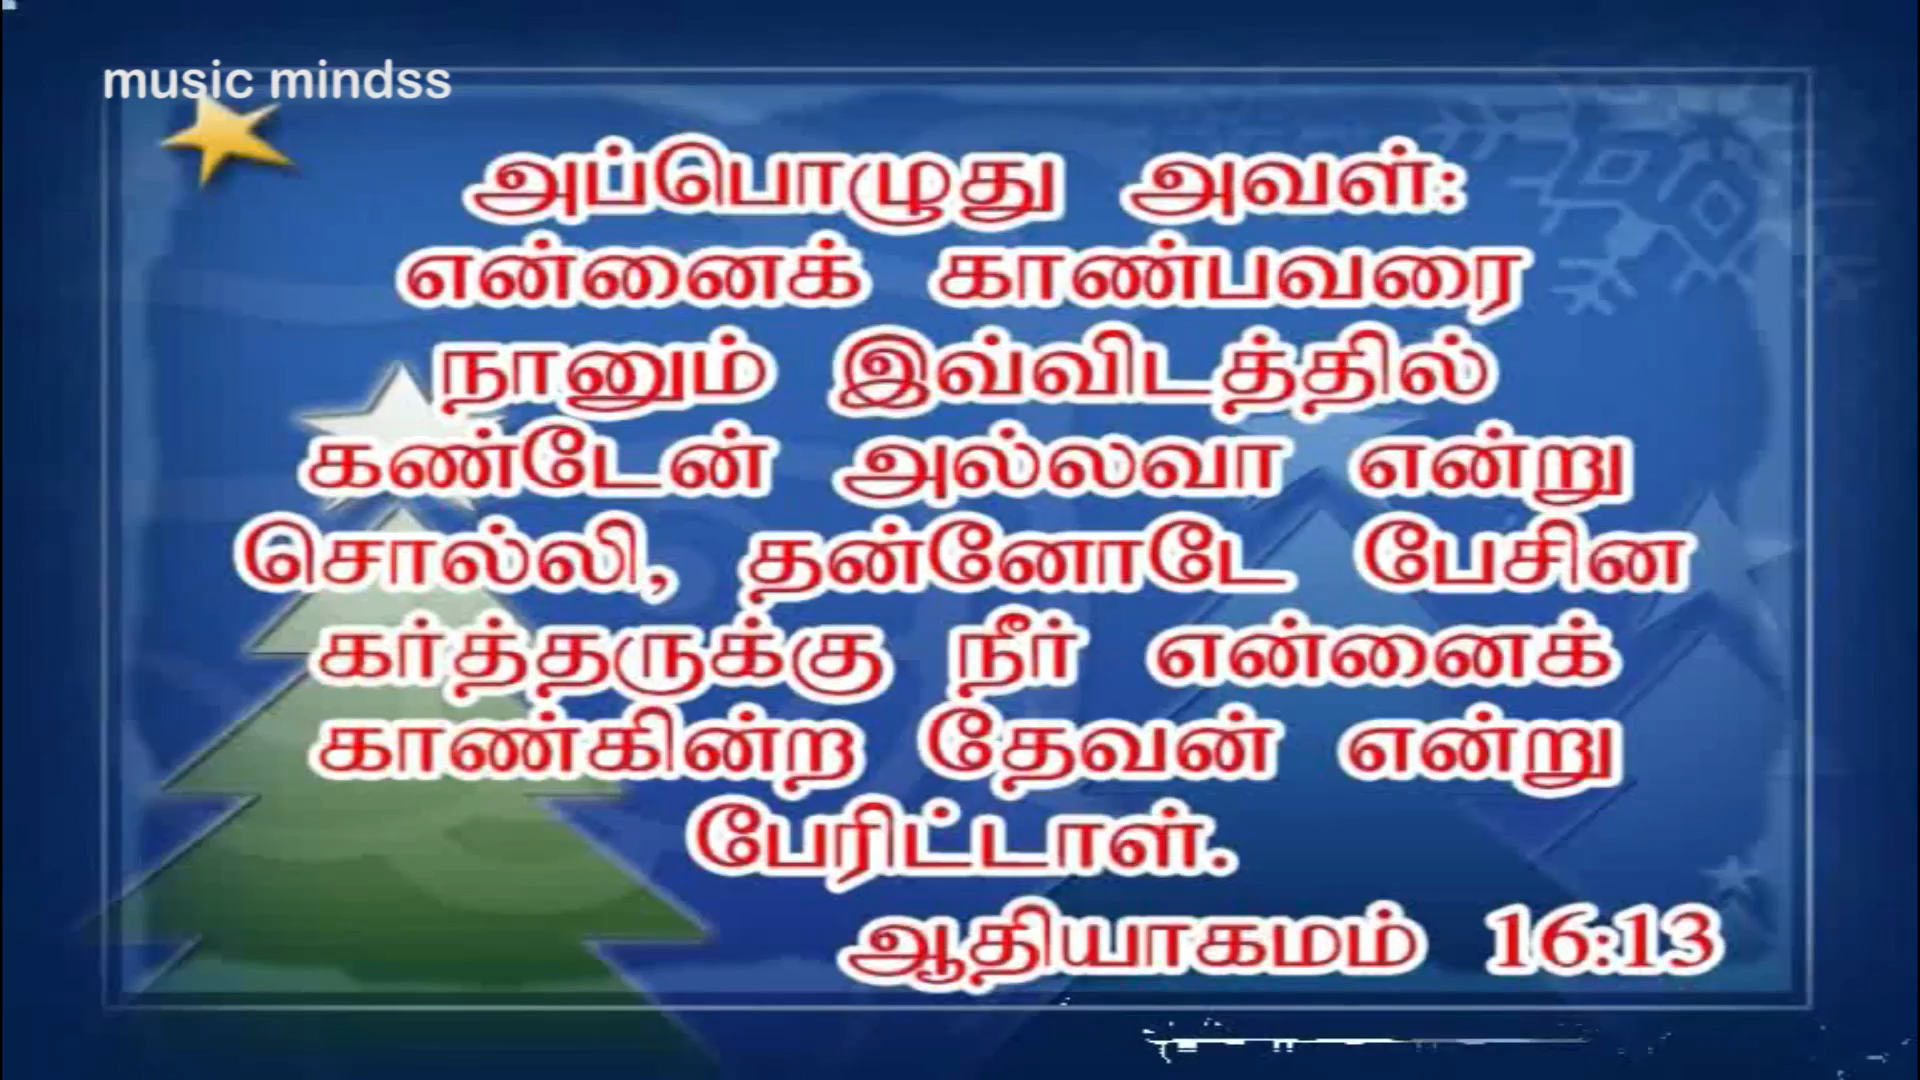 music mindss
அப்பொழுது அவள்:
என்னைக் காண்பவரை
நானும் இவ்விடத்தில்
கண்டேன் அல்லவா என்று
சொல்லி, தன்னோடே பேசின
கர்த்தருக்கு நீர் என்னைக்
காண்கின்ற தேவன் என்று
பேரிட்டாள்.
ஆதியாகமம் 16:13